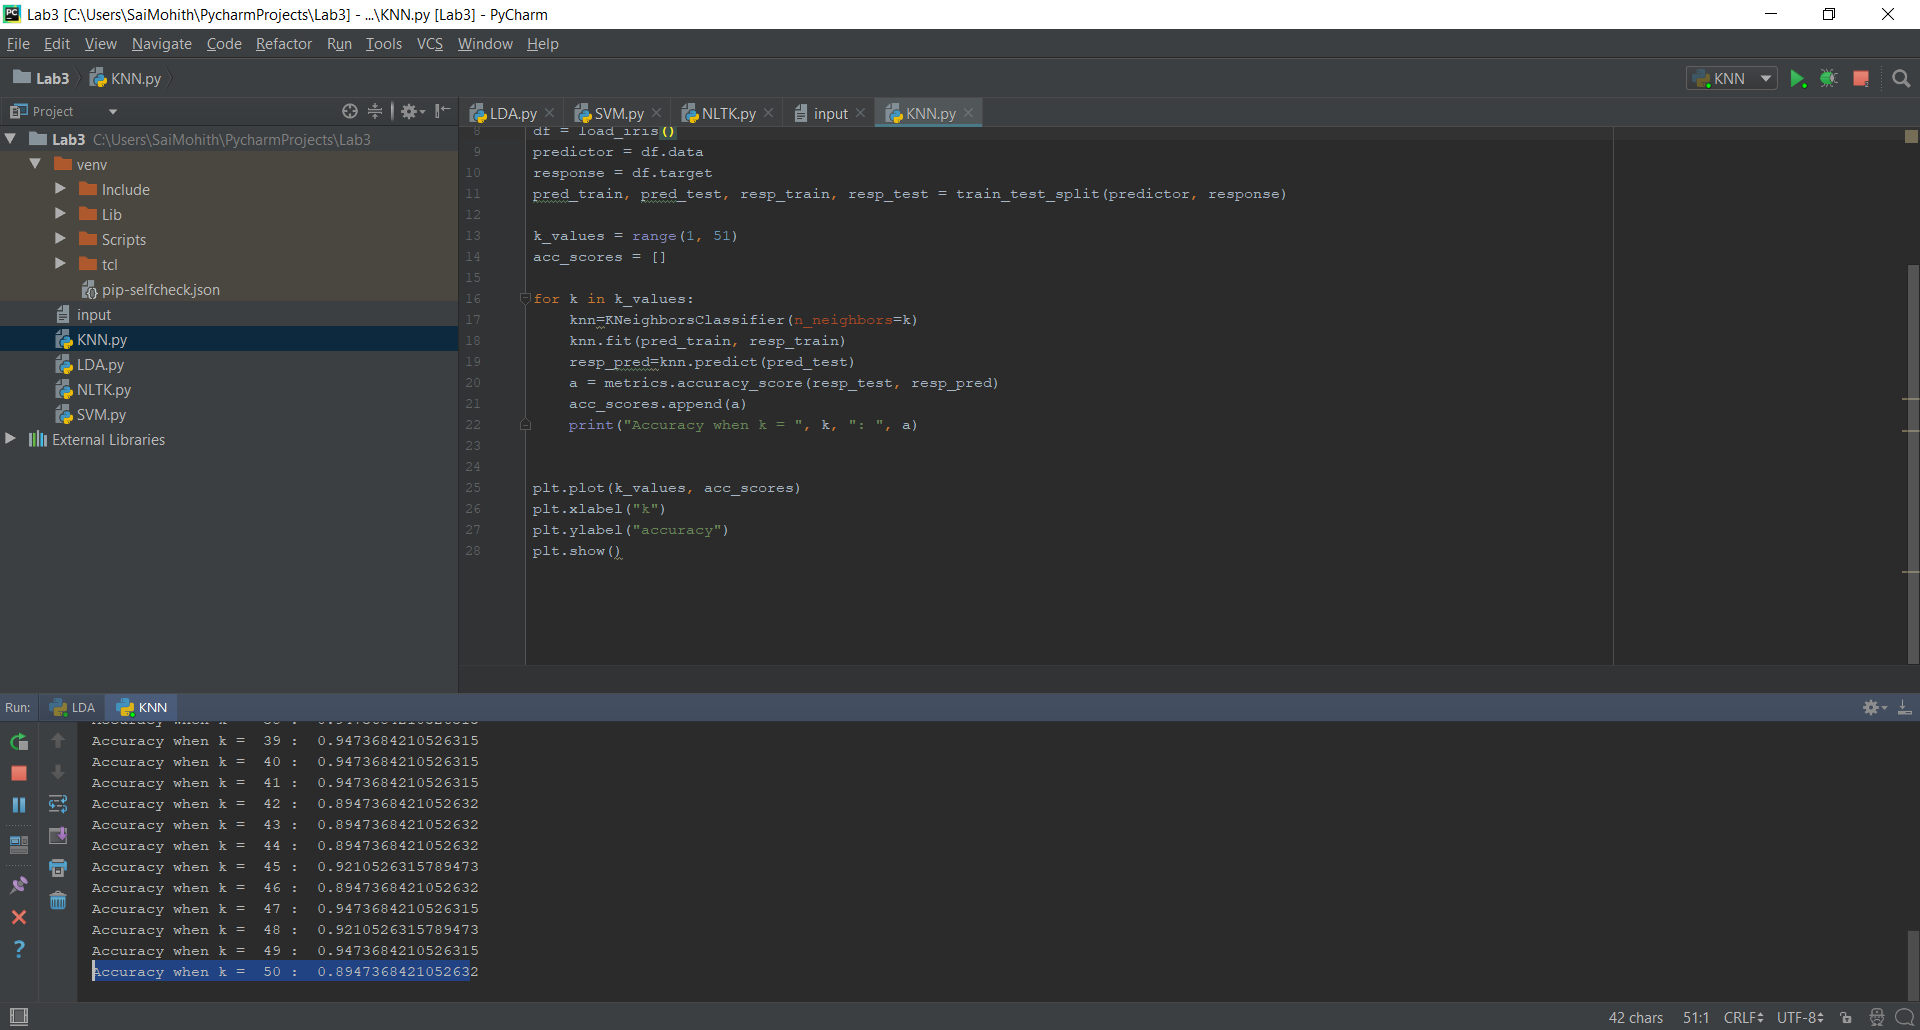 Lab3 [C:\Users\SaiMohith\PycharmProjects\Lab3] - ...\KNN.py [Lab3] - PyCharm
File Edit View Navigate Code Refactor Run Tools VCS Window Help
Lab3 KNN.py KNN
Project
LDA.py SVM.py NLTK.py input KNN.py
Lab3 C:\Users\SaiMohith\PycharmProjects\Lab3
venv
Include
Lib
Scripts
tcl
pip-selfcheck.json
input
KNN.py
LDA.py
NLTK.py
SVM.py
External Libraries
8 df = load_iris()
9 predictor = df.data
10 response = df.target
11 pred_train, pred_test, resp_train, resp_test = train_test_split(predictor, response)
12
13 k_values = range(1, 51)
14 acc_scores = []
15
16 for k in k_values:
17 knn=KNeighborsClassifier(n_neighbors=k)
18 knn.fit(pred_train, resp_train)
19 resp_pred=knn.predict(pred_test)
20 a = metrics.accuracy_score(resp_test, resp_pred)
21 acc_scores.append(a)
22 print("Accuracy when k = ", k, ": ", a)
23
24
25 plt.plot(k_values, acc_scores)
26 plt.xlabel("k")
27 plt.ylabel("accuracy")
28 plt.show()
Run: LDA KNN
Accuracy when k = 39 : 0.9473684210526315
Accuracy when k = 40 : 0.9473684210526315
Accuracy when k = 41 : 0.9473684210526315
Accuracy when k = 42 : 0.8947368421052632
Accuracy when k = 43 : 0.8947368421052632
Accuracy when k = 44 : 0.8947368421052632
Accuracy when k = 45 : 0.9210526315789473
Accuracy when k = 46 : 0.8947368421052632
Accuracy when k = 47 : 0.9473684210526315
Accuracy when k = 48 : 0.9210526315789473
Accuracy when k = 49 : 0.9473684210526315
Accuracy when k = 50 : 0.8947368421052632
42 chars 51:1 CRLF UTF-8